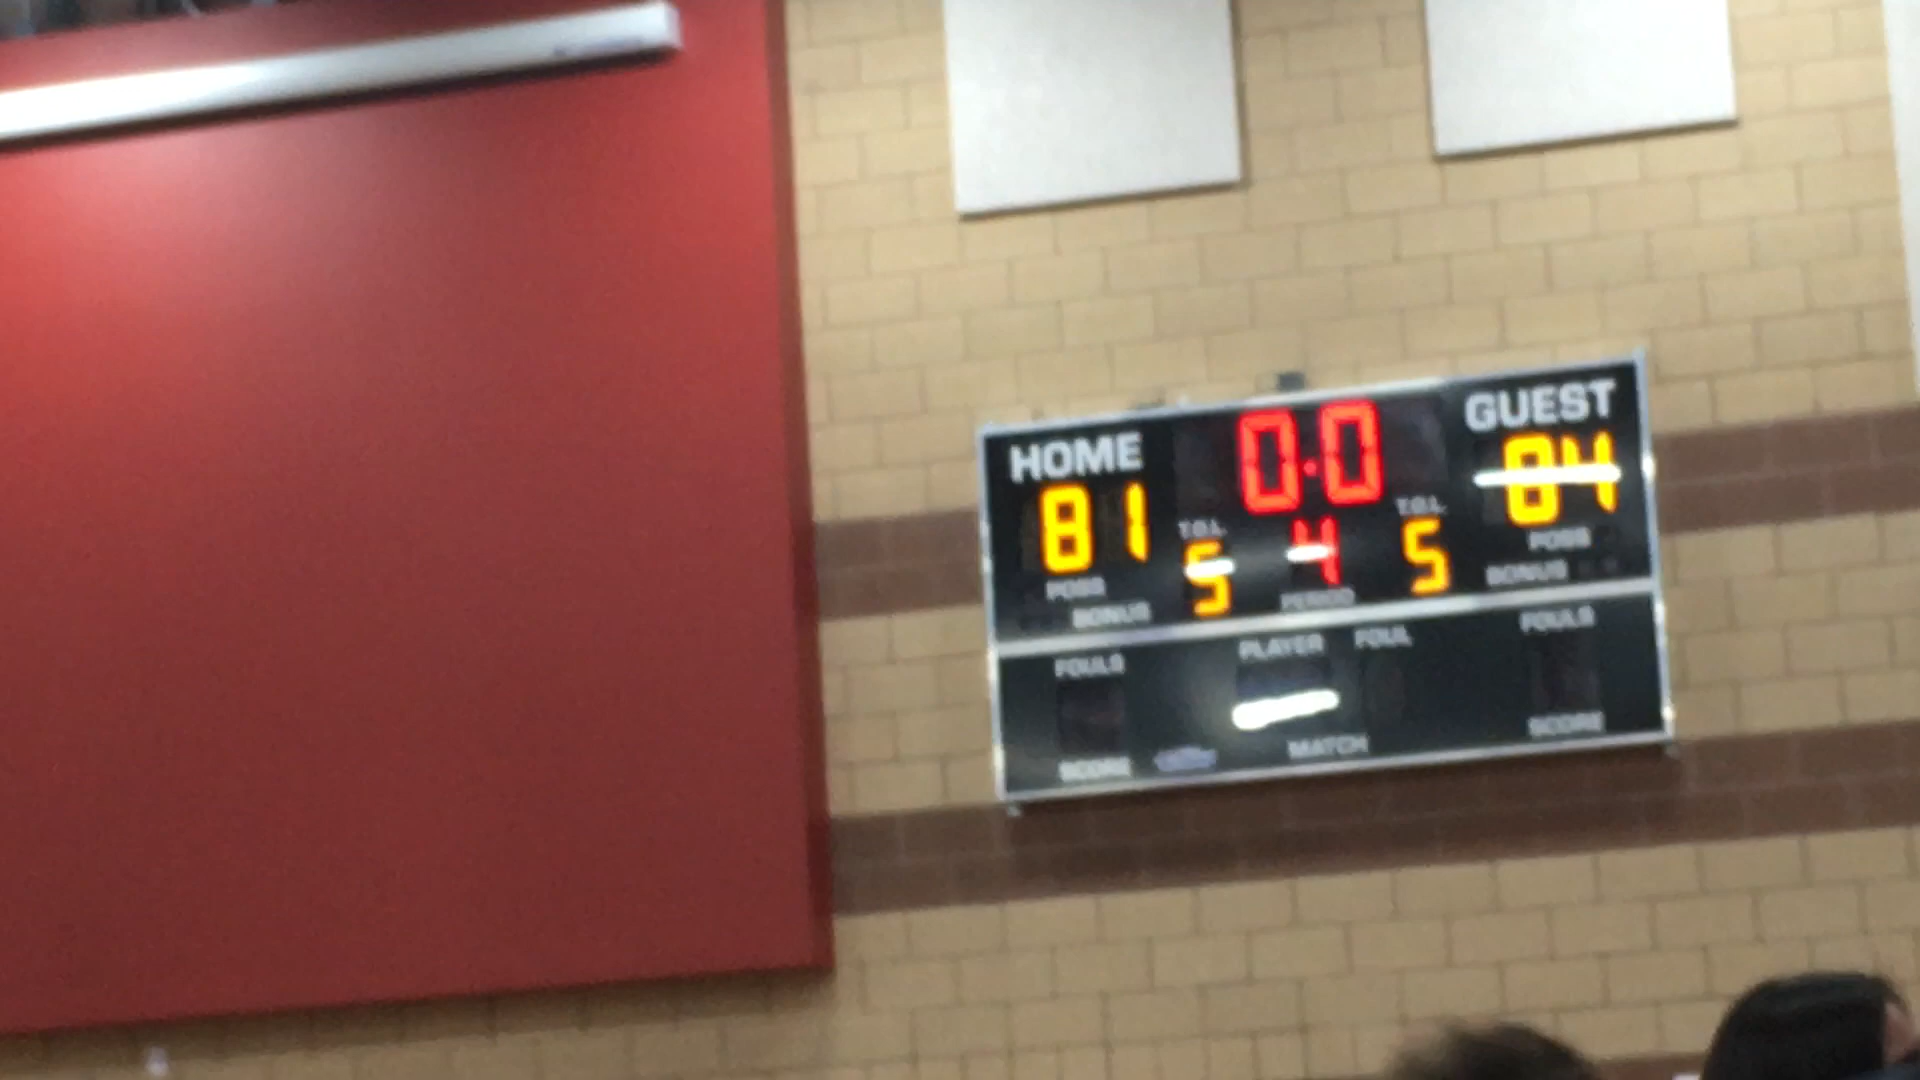 HOME 0.0 GUEST
81 84
T.O.L. T.O.L.
5 4 5
POSS PERIOD POSS
BONUS BONUS
FOULS PLAYER FOUL FOULS
SCORE MATCH SCORE